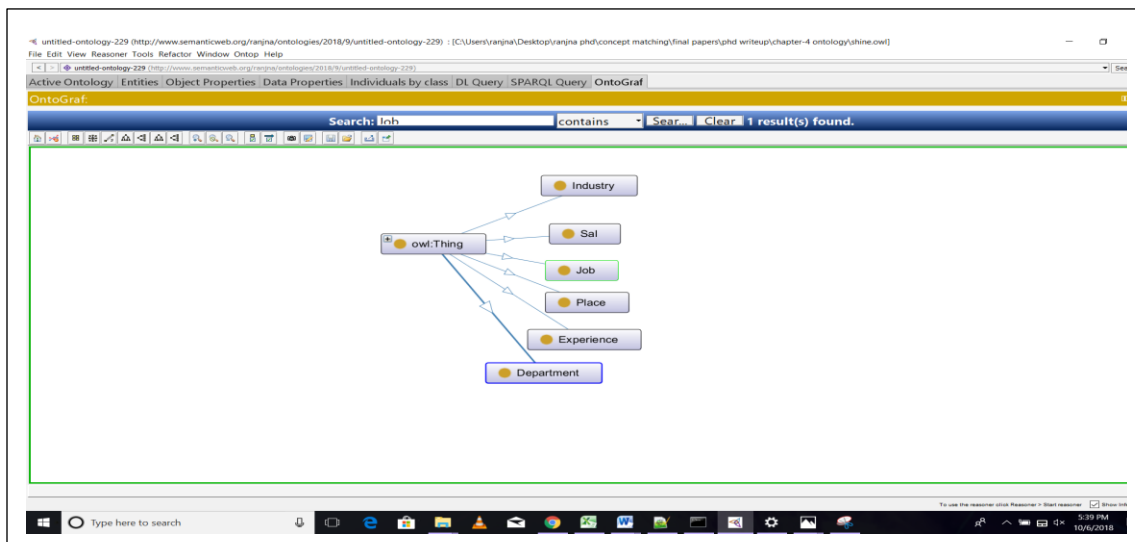 untitled-ontology-229 (http://www.semanticweb.org/ranjna/ontologies/2018/9/untitled-ontology-229) : [C:\Users\ranjna\Desktop\ranjna phd\concept matching\final papers\phd writeup\chapter-4 ontology\shine.owl]
File Edit View Reasoner Tools Refactor Window Ontop Help
< > untitled-ontology-229 (http://www.semanticweb.org/ranjna/ontologies/2018/9/untitled-ontology-229) Sea
Active Ontology Entities Object Properties Data Properties Individuals by class DL Query SPARQL Query OntoGraf
OntoGraf:
Search: Job contains Sear... Clear 1 result(s) found.
Industry
Sal
owl:Thing
Job
Place
Experience
Department
To use the reasoner click Reasoner > Start reasoner Show Inf
Type here to search
5:39 PM
10/6/2018